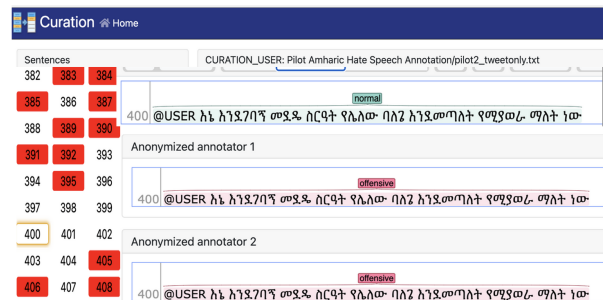 Curation Home
Sentences
CURATION_USER: Pilot Amharic Hate Speech Annotation/pilot2_tweetonly.txt
382 383 384
385 386 387
388 389 390
391 392 393
394 395 396
397 398 399
400 401 402
403 404 405
406 407 408
normal
400 @USER እኔ እንደገባኝ መደዴ ስርዓት የሌለው ባለጌ እንደመጣለት የሚያወራ ማለት ነው
Anonymized annotator 1
offensive
400 @USER እኔ እንደገባኝ መደዴ ስርዓት የሌለው ባለጌ እንደመጣለት የሚያወራ ማለት ነው
Anonymized annotator 2
offensive
400 @USER እኔ እንደገባኝ መደዴ ስርዓት የሌለው ባለጌ እንደመጣለት የሚያወራ ማለት ነው